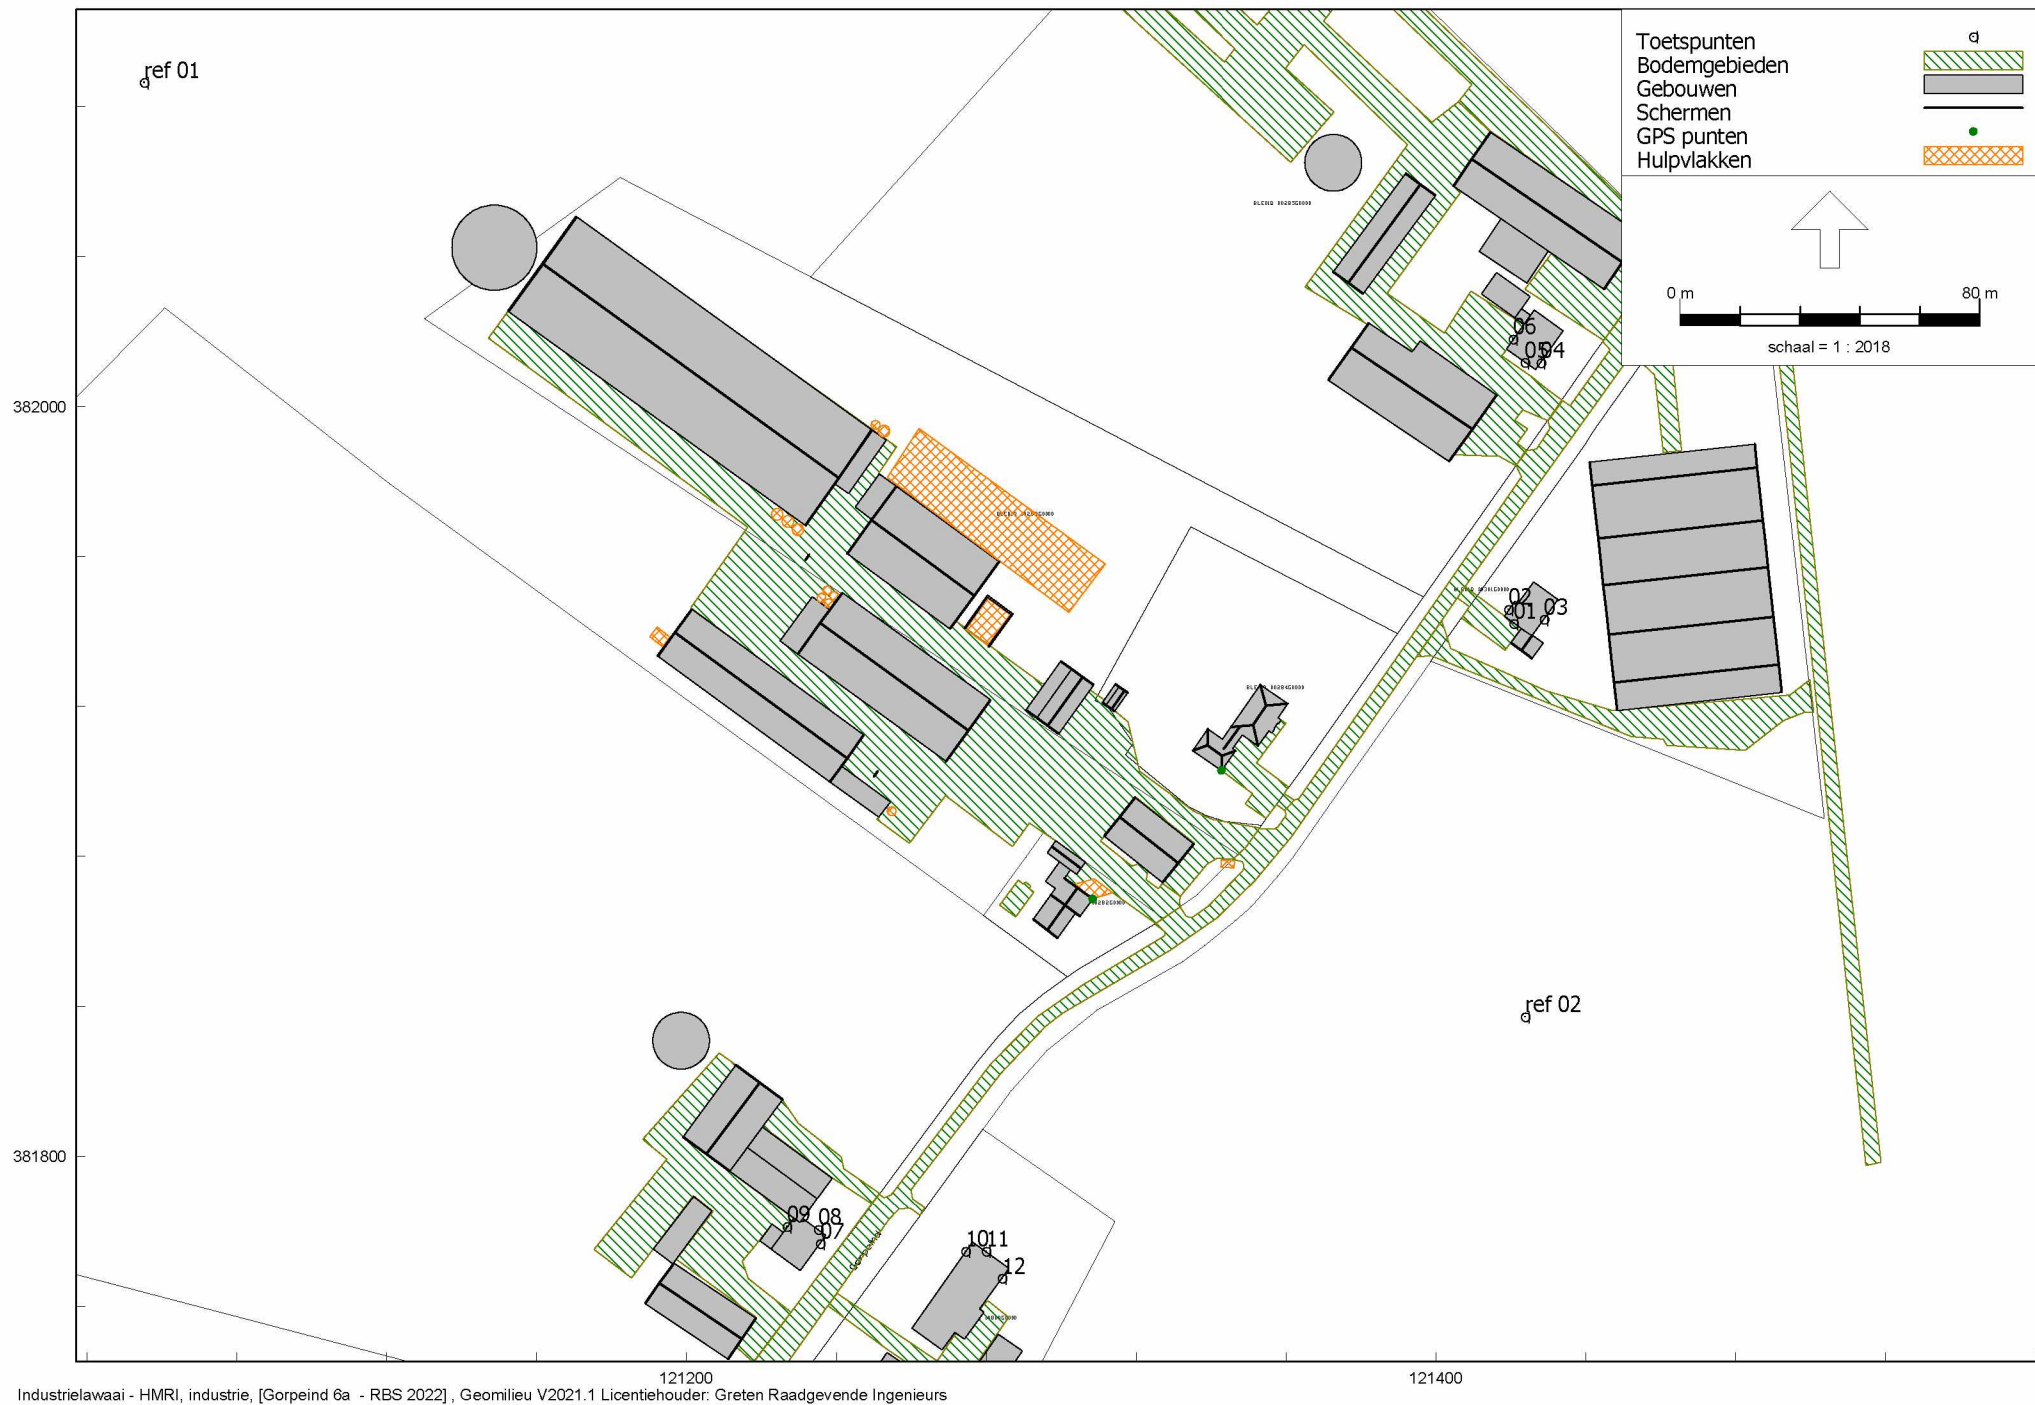 ref 01
Toetspunten
Bodemgebieden
Gebouwen
Schermen
GPS punten
Hulpvlakken
0 m 80 m
schaal = 1 : 2018
06
05 04
382000
02
01 03
ref 02
381800
09 08
07
10 11
12
Gorpeind
121200 121400
Industrielawaai - HMRI, industrie, [Gorpeind 6a - RBS 2022] , Geomilieu V2021.1 Licentiehouder: Greten Raadgevende Ingenieurs